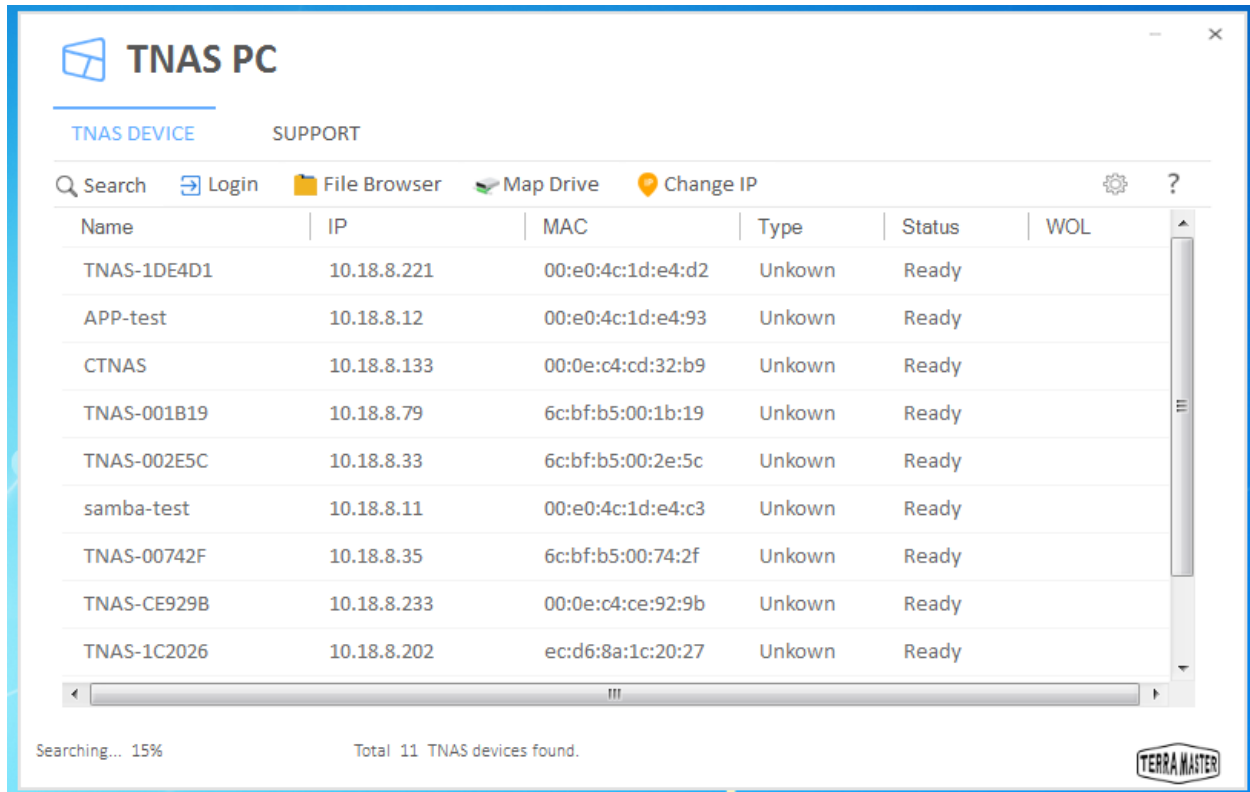 TNAS PC
TNAS DEVICE SUPPORT
Search Login File Browser Map Drive Change IP ?
Name IP MAC Type Status WOL
TNAS-1DE4D1 10.18.8.221 00:e0:4c:1d:e4:d2 Unkown Ready
APP-test 10.18.8.12 00:e0:4c:1d:e4:93 Unkown Ready
CTNAS 10.18.8.133 00:0e:c4:cd:32:b9 Unkown Ready
TNAS-001B19 10.18.8.79 6c:bf:b5:00:1b:19 Unkown Ready
TNAS-002E5C 10.18.8.33 6c:bf:b5:00:2e:5c Unkown Ready
samba-test 10.18.8.11 00:e0:4c:1d:e4:c3 Unkown Ready
TNAS-00742F 10.18.8.35 6c:bf:b5:00:74:2f Unkown Ready
TNAS-CE929B 10.18.8.233 00:0e:c4:ce:92:9b Unkown Ready
TNAS-1C2026 10.18.8.202 ec:d6:8a:1c:20:27 Unkown Ready
Searching... 15% Total 11 TNAS devices found.
TERRAMASTER